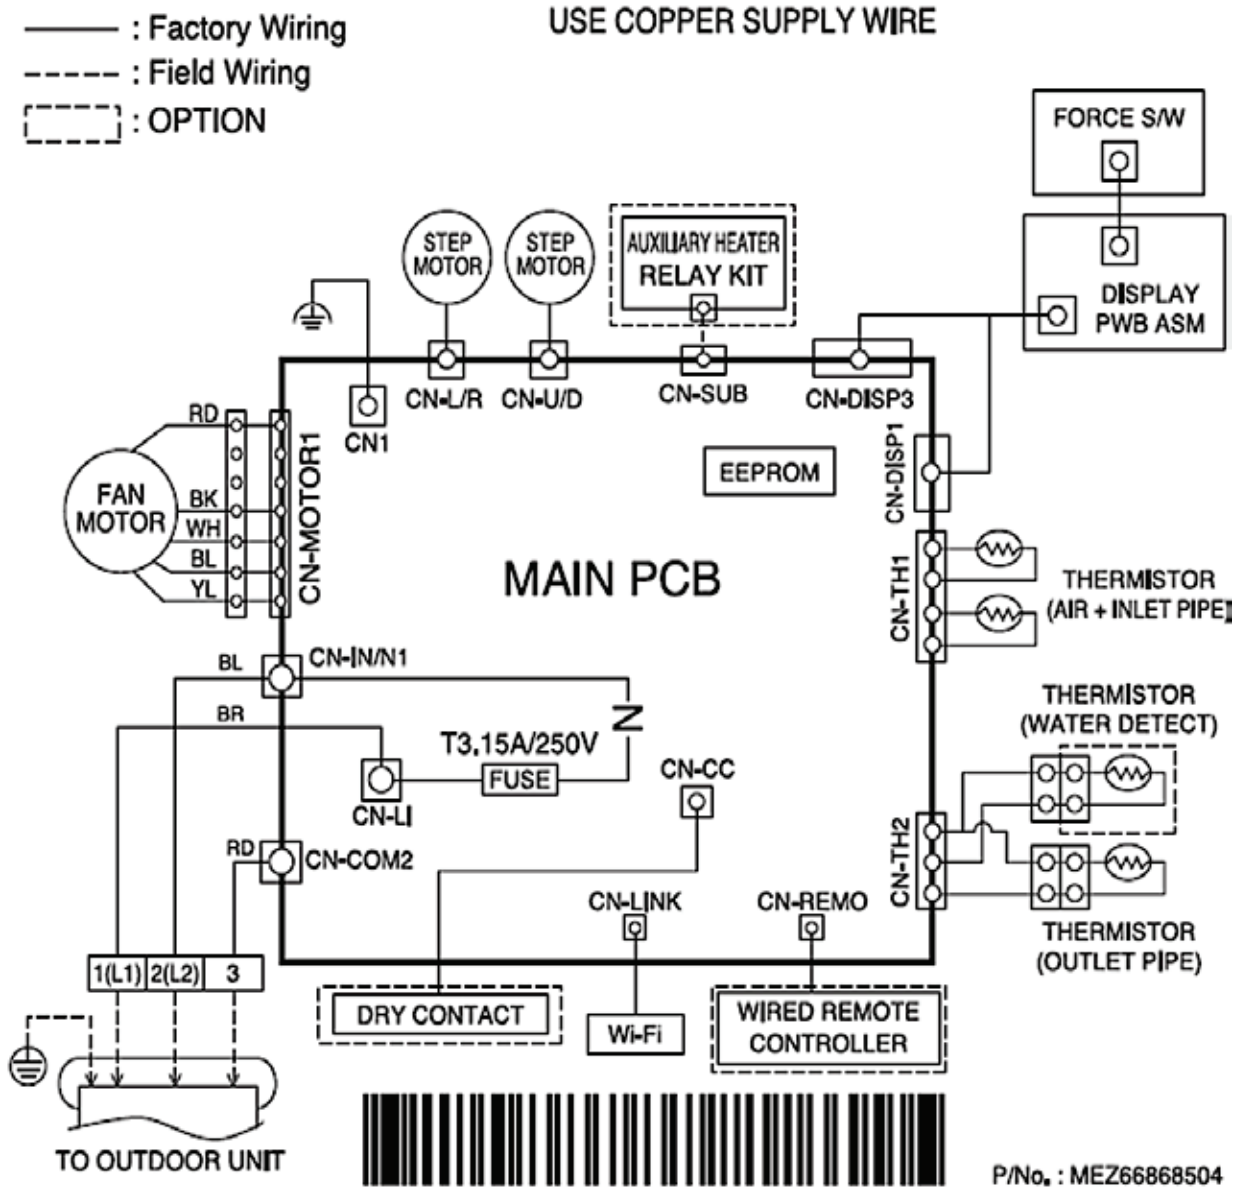 : Factory Wiring
: Field Wiring
: OPTION
USE COPPER SUPPLY WIRE
FORCE S/W
DISPLAY
PWB ASM
STEP
MOTOR
STEP
MOTOR
AUXILIARY HEATER
RELAY KIT
CN1
CN-L/R
CN-U/D
CN-SUB
CN-DISP3
CN-DISP1
EEPROM
RD
BK
WH
BL
YL
FAN
MOTOR
CN-MOTOR1
MAIN PCB
CN-TH1
THERMISTOR
(AIR + INLET PIPE)
BL
CN-IN/N1
BR
N
T3.15A/250V
FUSE
CN-LI
CN-CC
THERMISTOR
(WATER DETECT)
CN-TH2
RD
CN-COM2
CN-LINK
CN-REMO
THERMISTOR
(OUTLET PIPE)
1(L1) 2(L2) 3
DRY CONTACT
Wi-Fi
WIRED REMOTE
CONTROLLER
TO OUTDOOR UNIT
P/No. : MEZ66868504